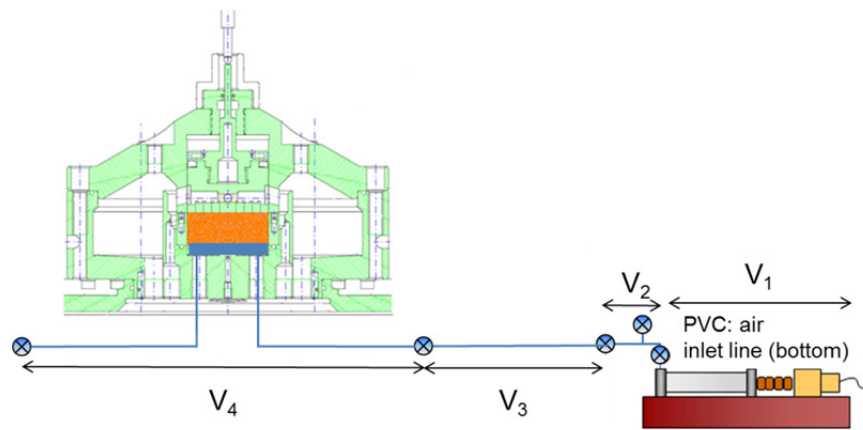 V2
V1
PVC: air
inlet line (bottom)
V4
V3